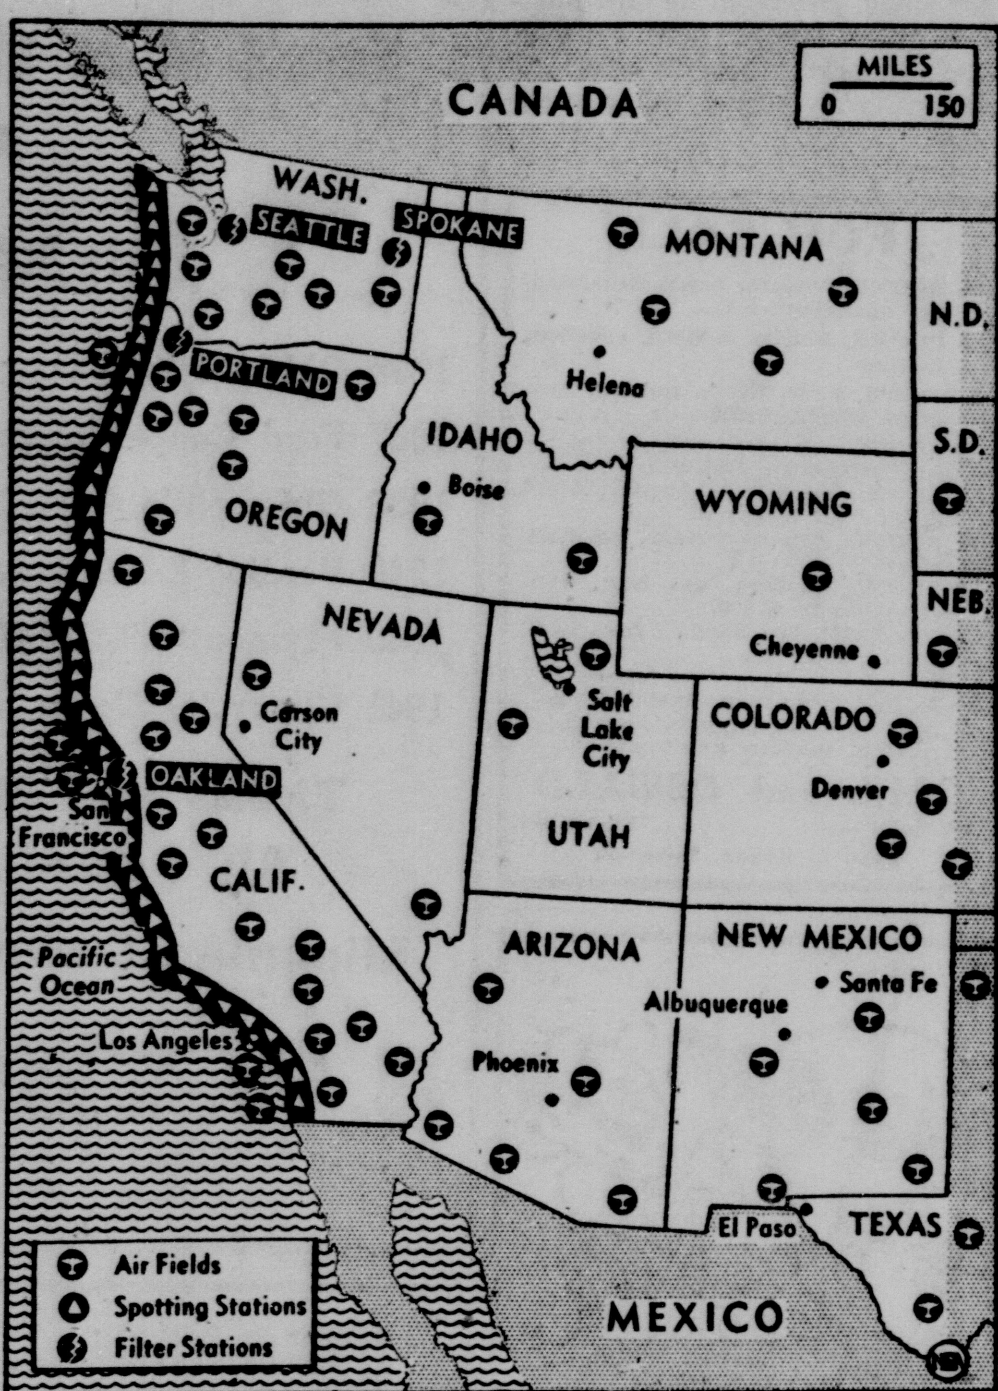 CANADA
MILES
0 150
WASH.
SEATTLE
SPOKANE
MONTANA
N.D.
PORTLAND
Helena
IDAHO
S.D.
Boise
WYOMING
OREGON
NEB.
NEVADA
Cheyenne
Carson
City
Salt
Lake
City
COLORADO
OAKLAND
Denver
San
Francisco
UTAH
CALIF.
ARIZONA
NEW MEXICO
Pacific
Ocean
Santa Fe
Albuquerque
Los Angeles
Phoenix
El Paso
TEXAS
Air Fields
Spotting Stations
Filter Stations
MEXICO
NEA